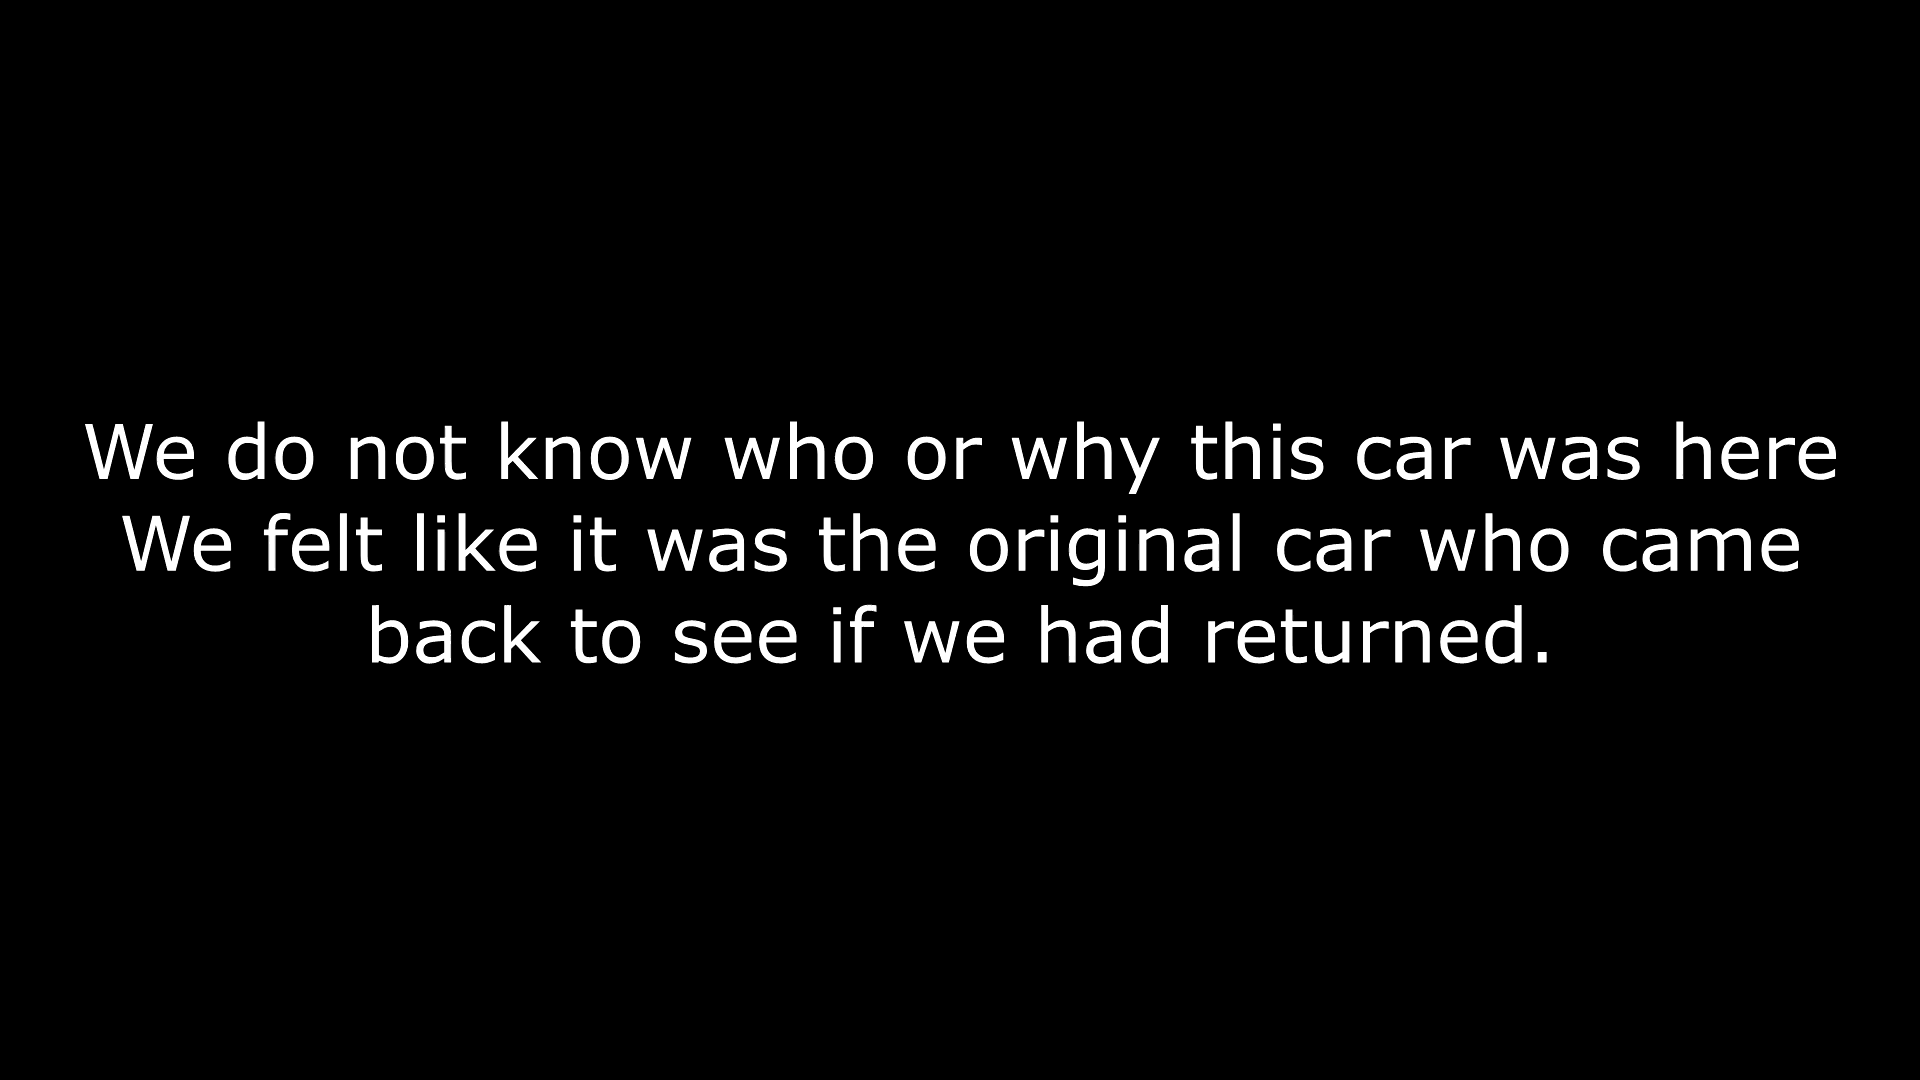 We do not know who or why this car was here
We felt like it was the original car who came
back to see if we had returned.